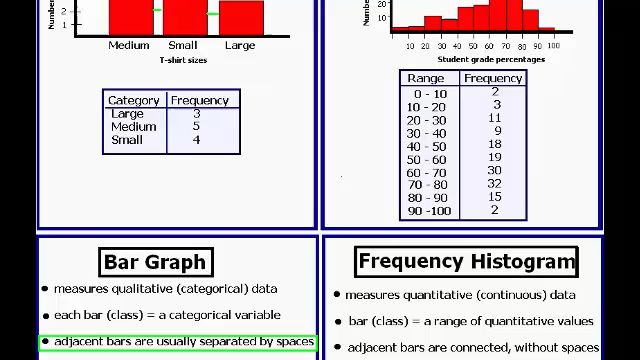 Number
2
1
Medium Small Large
T-shirt sizes
Category Frequency
Large 3
Medium 5
Small 4
Number
20
10
10 20 30 40 50 60 70 80 90 100
Student grade percentages
Range Frequency
0 - 10 2
10 - 20 3
20 - 30 11
30 - 40 9
40 - 50 18
50 - 60 19
60 - 70 30
70 - 80 32
80 - 90 15
90 -100 2
Bar Graph
• measures qualitative (categorical) data
• each bar (class) = a categorical variable
• adjacent bars are usually separated by spaces
Frequency Histogram
• measures quantitative (continuous) data
• bar (class) = a range of quantitative values
• adjacent bars are connected, without spaces